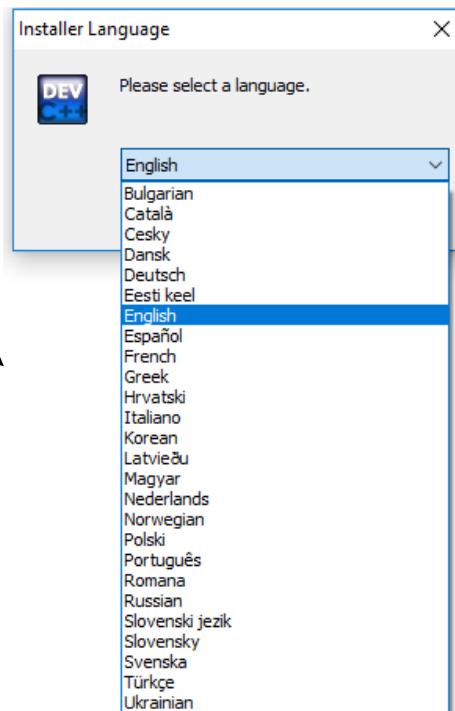 Installer Language
DEV
C++
Please select a language.
English
Bulgarian
Català
Cesky
Dansk
Deutsch
Eesti keel
English
Español
French
Greek
Hrvatski
Italiano
Korean
Latvieðu
Magyar
Nederlands
Norwegian
Polski
Português
Romana
Russian
Slovenski jezik
Slovensky
Svenska
Türkçe
Ukrainian